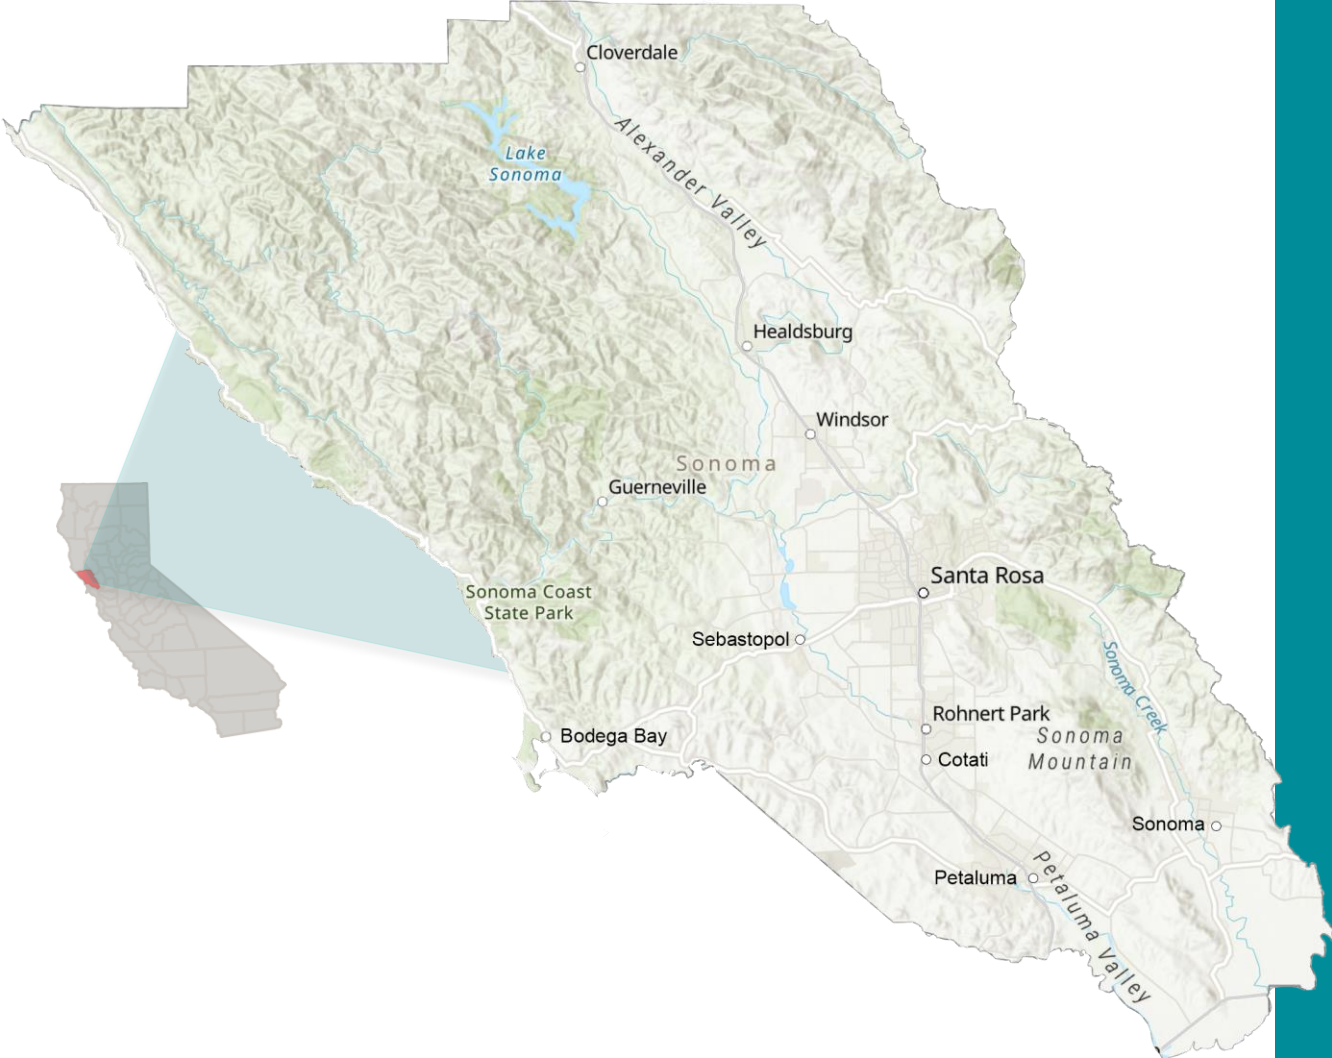 Cloverdale
Alexander Valley
Lake
Sonoma
Healdsburg
Windsor
Sonoma
Guerneville
Santa Rosa
Sonoma Coast
State Park
Sebastopol
Sonoma Creek
Rohnert Park
Sonoma
Mountain
Bodega Bay
Cotati
Sonoma
Petaluma
Petaluma Valley